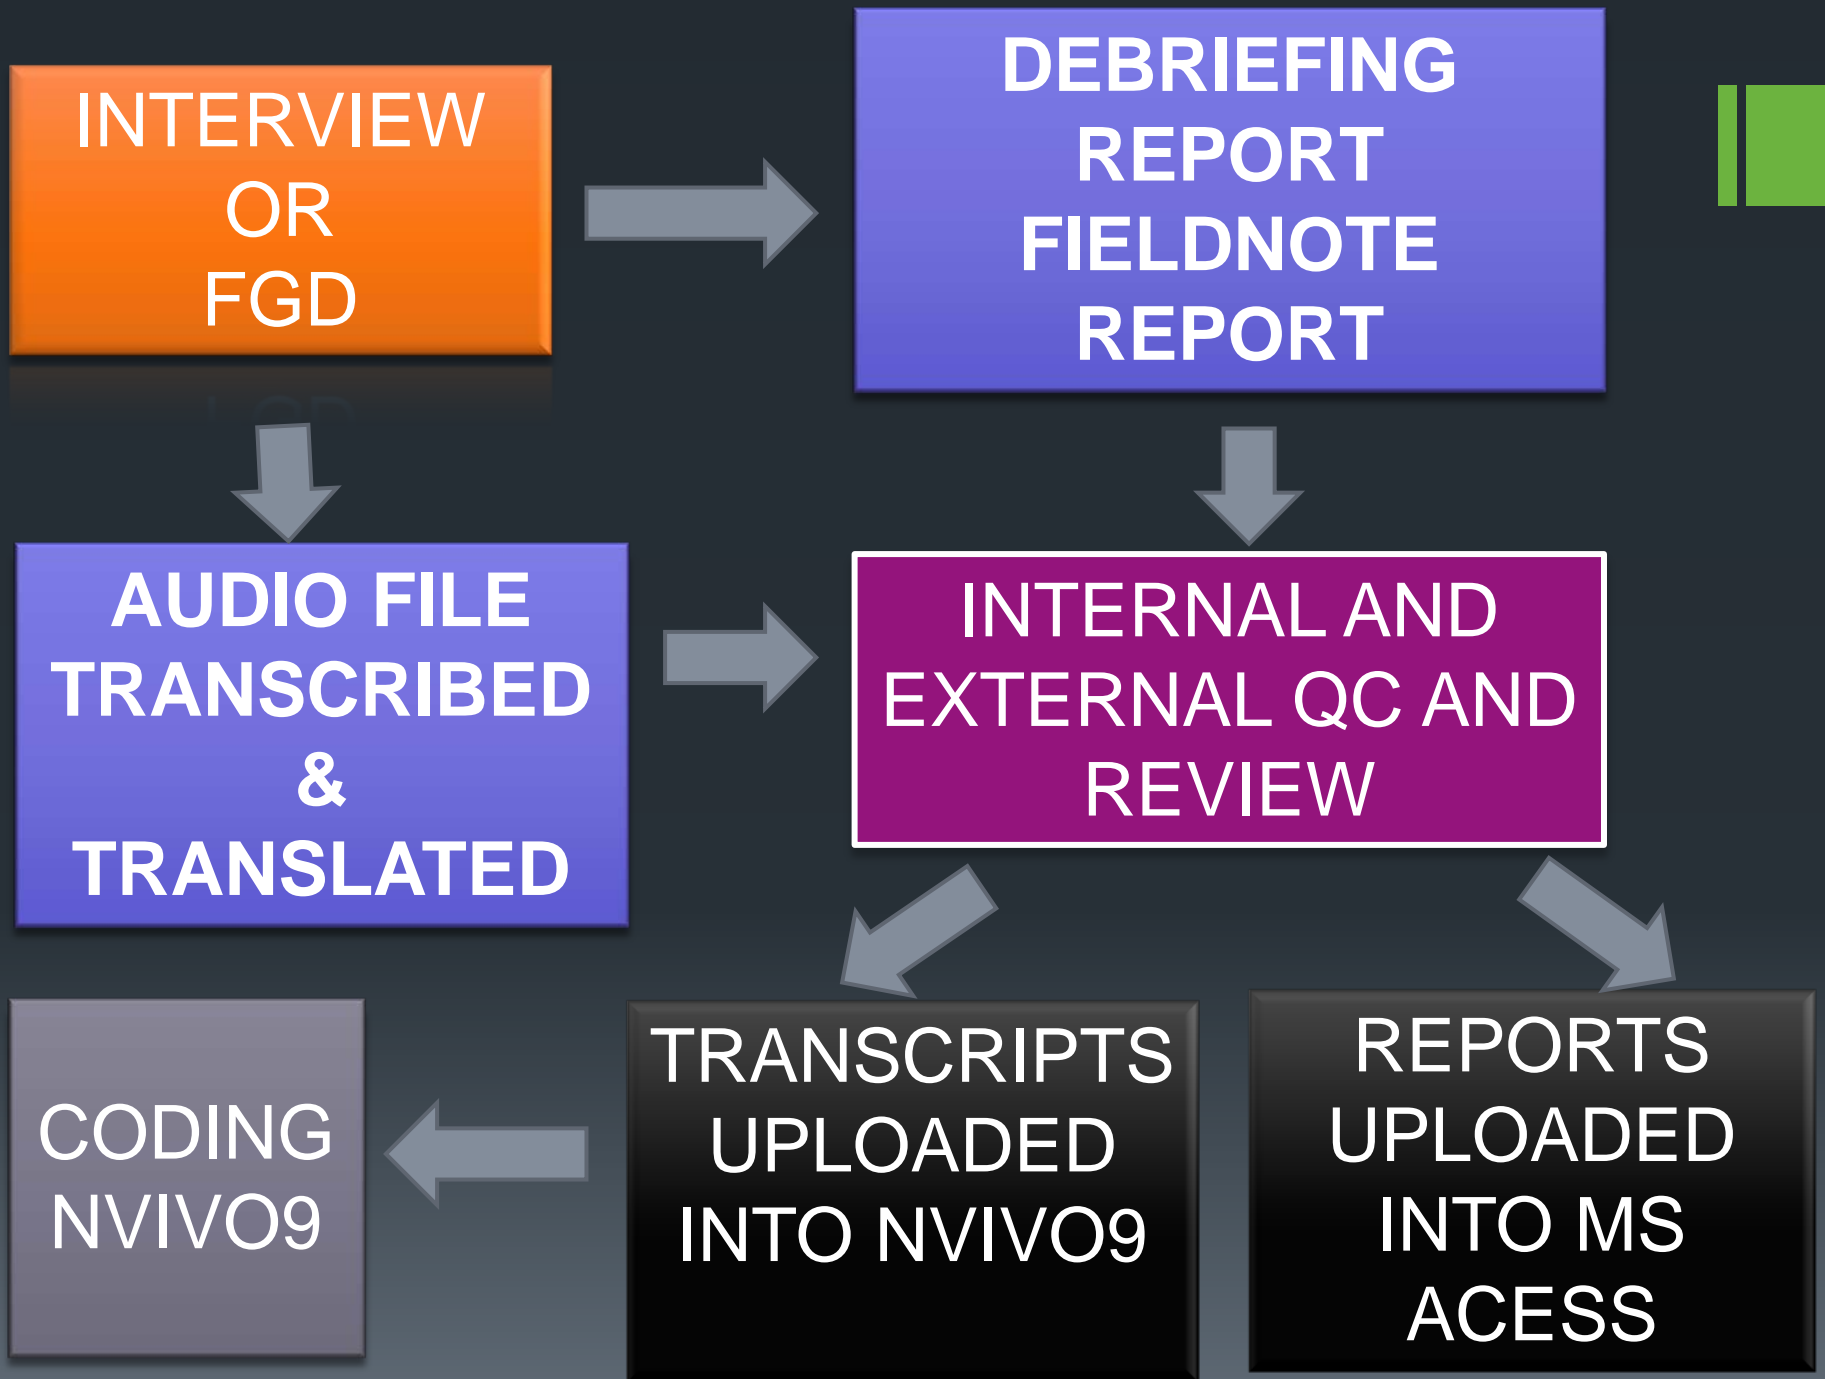 INTERVIEW
OR
FGD
DEBRIEFING
REPORT
FIELDNOTE
REPORT
AUDIO FILE
TRANSCRIBED
&
TRANSLATED
INTERNAL AND
EXTERNAL QC AND
REVIEW
CODING
NVIVO9
TRANSCRIPTS
UPLOADED
INTO NVIVO9
REPORTS
UPLOADED
INTO MS
ACESS